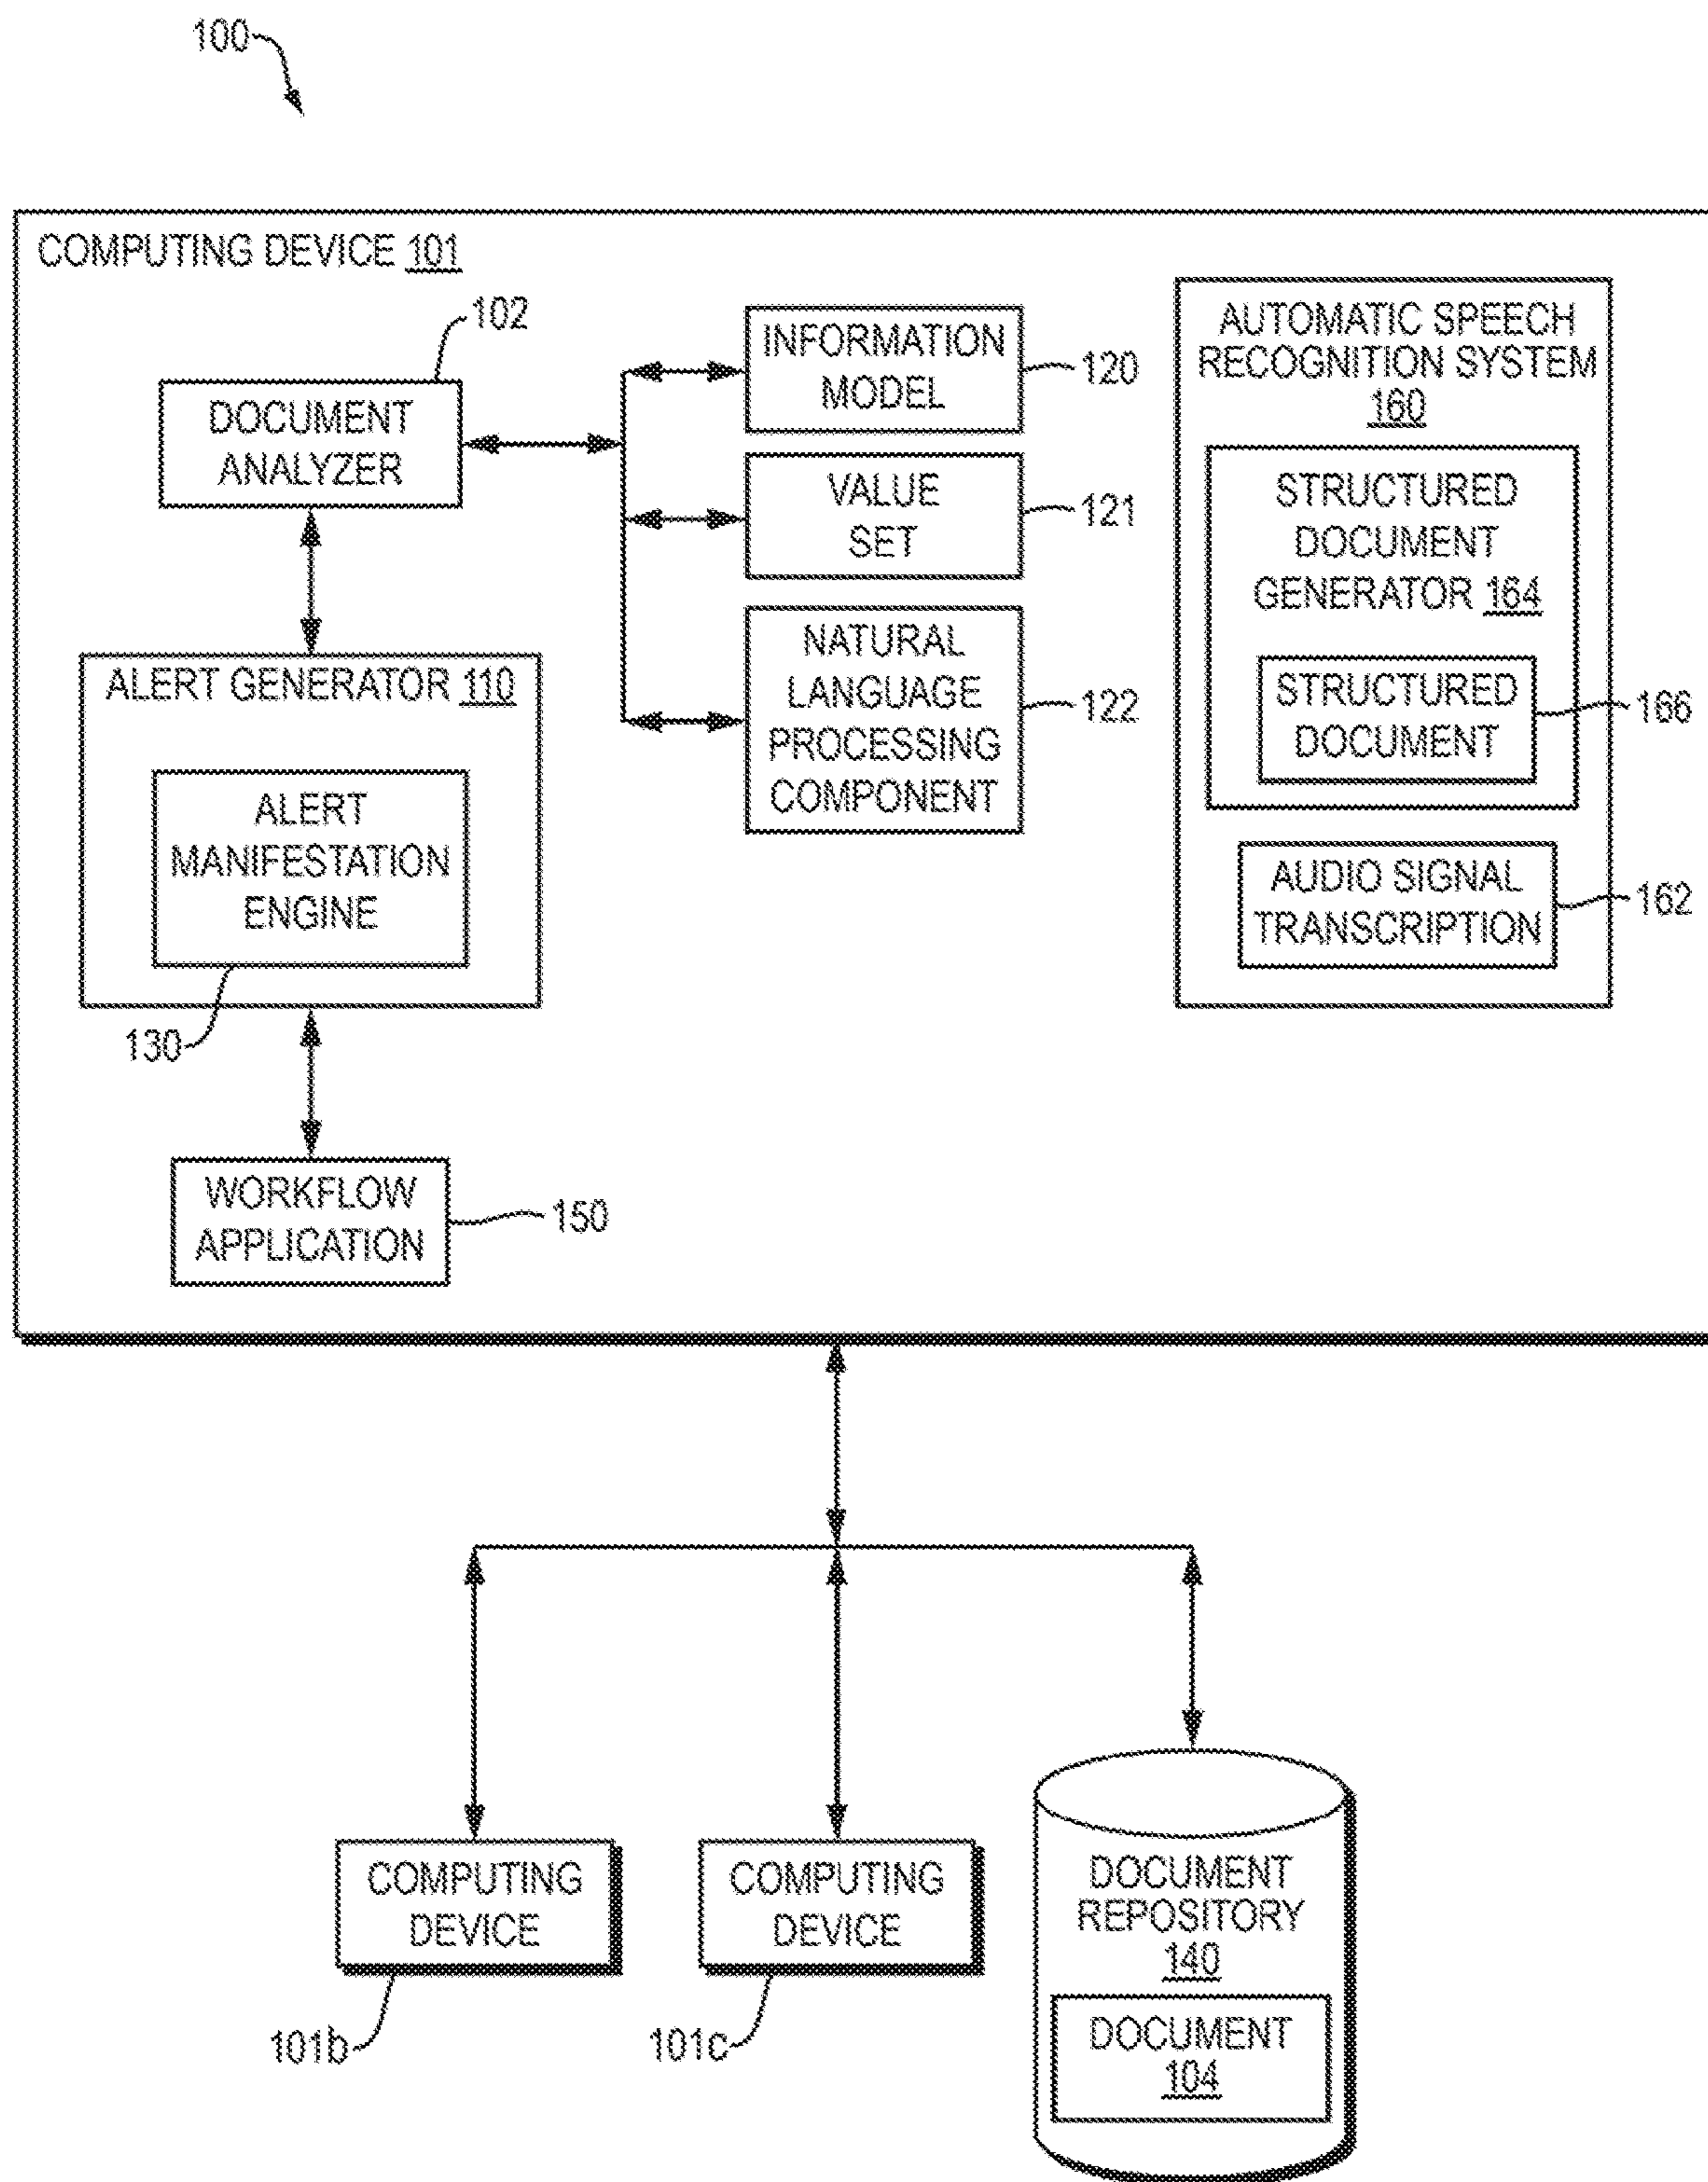 100
COMPUTING DEVICE 101
102
DOCUMENT
ANALYZER
INFORMATION
MODEL
120
VALUE
SET
121
NATURAL
LANGUAGE
PROCESSING
COMPONENT
122
ALERT GENERATOR 110
ALERT
MANIFESTATION
ENGINE
130
WORKFLOW
APPLICATION
150
AUTOMATIC SPEECH
RECOGNITION SYSTEM
160
STRUCTURED
DOCUMENT
GENERATOR 164
STRUCTURED
DOCUMENT
166
AUDIO SIGNAL
TRANSCRIPTION
162
COMPUTING
DEVICE
101b
COMPUTING
DEVICE
101c
DOCUMENT
REPOSITORY
140
DOCUMENT
104